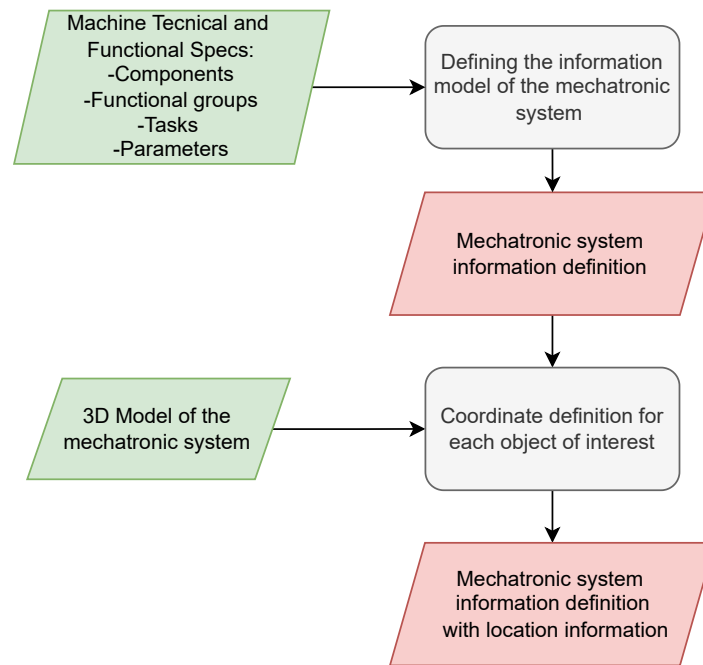 Machine Tecnical and
Functional Specs:
-Components
-Functional groups
-Tasks
-Parameters
Defining the information
model of the mechatronic
system
Mechatronic system
information definition
3D Model of the
mechatronic system
Coordinate definition for
each object of interest
Mechatronic system
information definition
with location information